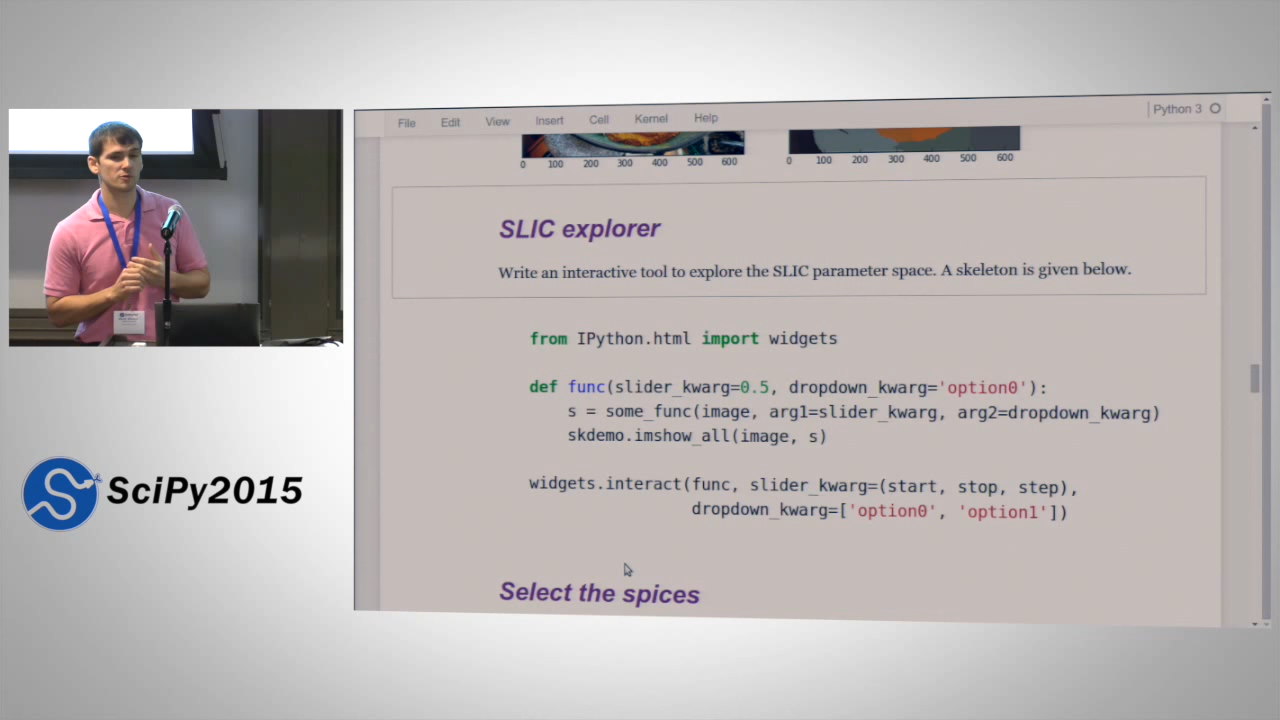 File Edit View Insert Cell Kernel Help Python 3
0 100 200 300 400 500 600 0 100 200 300 400 500 600
SLIC explorer
Write an interactive tool to explore the SLIC parameter space. A skeleton is given below.
from IPython.html import widgets
def func(slider_kwarg=0.5, dropdown_kwarg='option0'):
s = some_func(image, arg1=slider_kwarg, arg2=dropdown_kwarg)
skdemo.imshow_all(image, s)
widgets.interact(func, slider_kwarg=(start, stop, step),
dropdown_kwarg=['option0', 'option1'])
Select the spices
SciPy2015